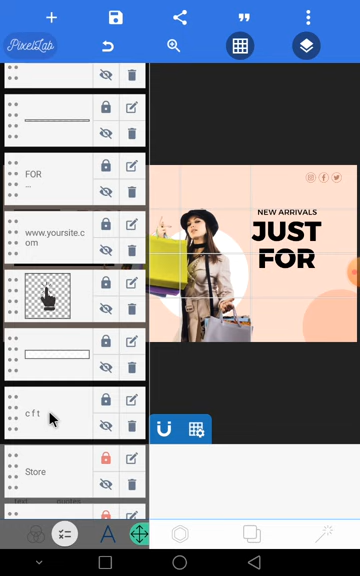 PixelLab
FOR
...
www.yoursite.c
om
c f t
Store
NEW ARRIVALS
JUST
FOR